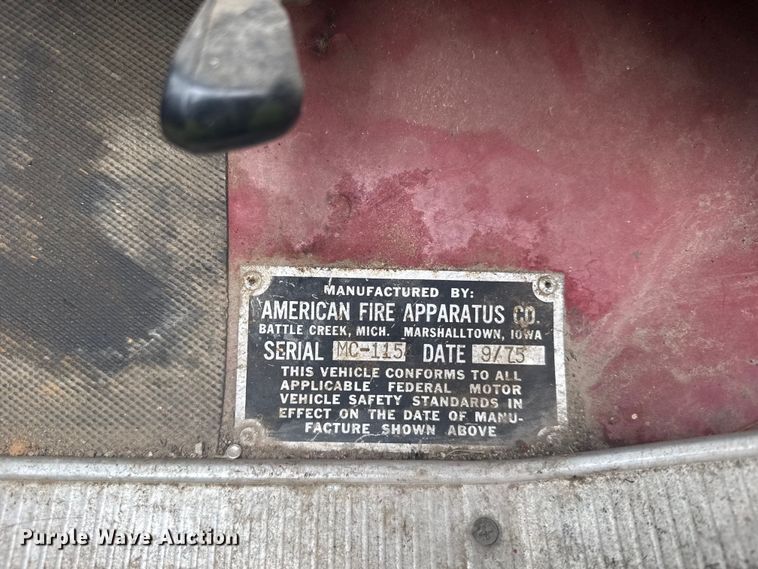 MANUFACTURED BY:
AMERICAN FIRE APPARATUS CO.
BATTLE CREEK, MICH. MARSHALLTOWN, IOWA
SERIAL MC-115 DATE 9/75
THIS VEHICLE CONFORMS TO ALL
APPLICABLE FEDERAL MOTOR
VEHICLE SAFETY STANDARDS IN
EFFECT ON THE DATE OF MANU-
FACTURE SHOWN ABOVE
Purple Wave Auction